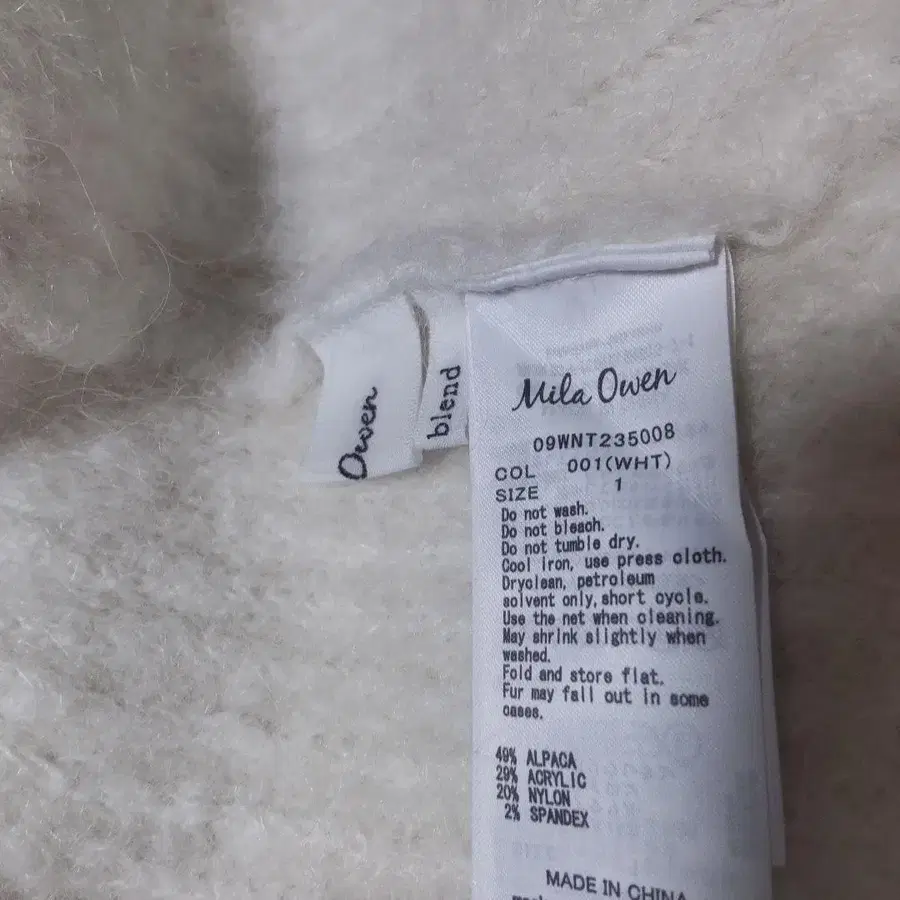 Owen
blend
Mila Owen
09WNT235008
COL 001(WHT)
SIZE 1
Do not wash.
Do not bleach.
Do not tumble dry.
Cool iron, use press cloth.
Dryclean, petroleum
solvent only,short cycle.
Use the net when cleaning.
May shrink slightly when
washed.
Fold and store flat.
Fur may fall out in some
cases.
49% ALPACA
29% ACRYLIC
20% NYLON
2% SPANDEX
MADE IN CHINA